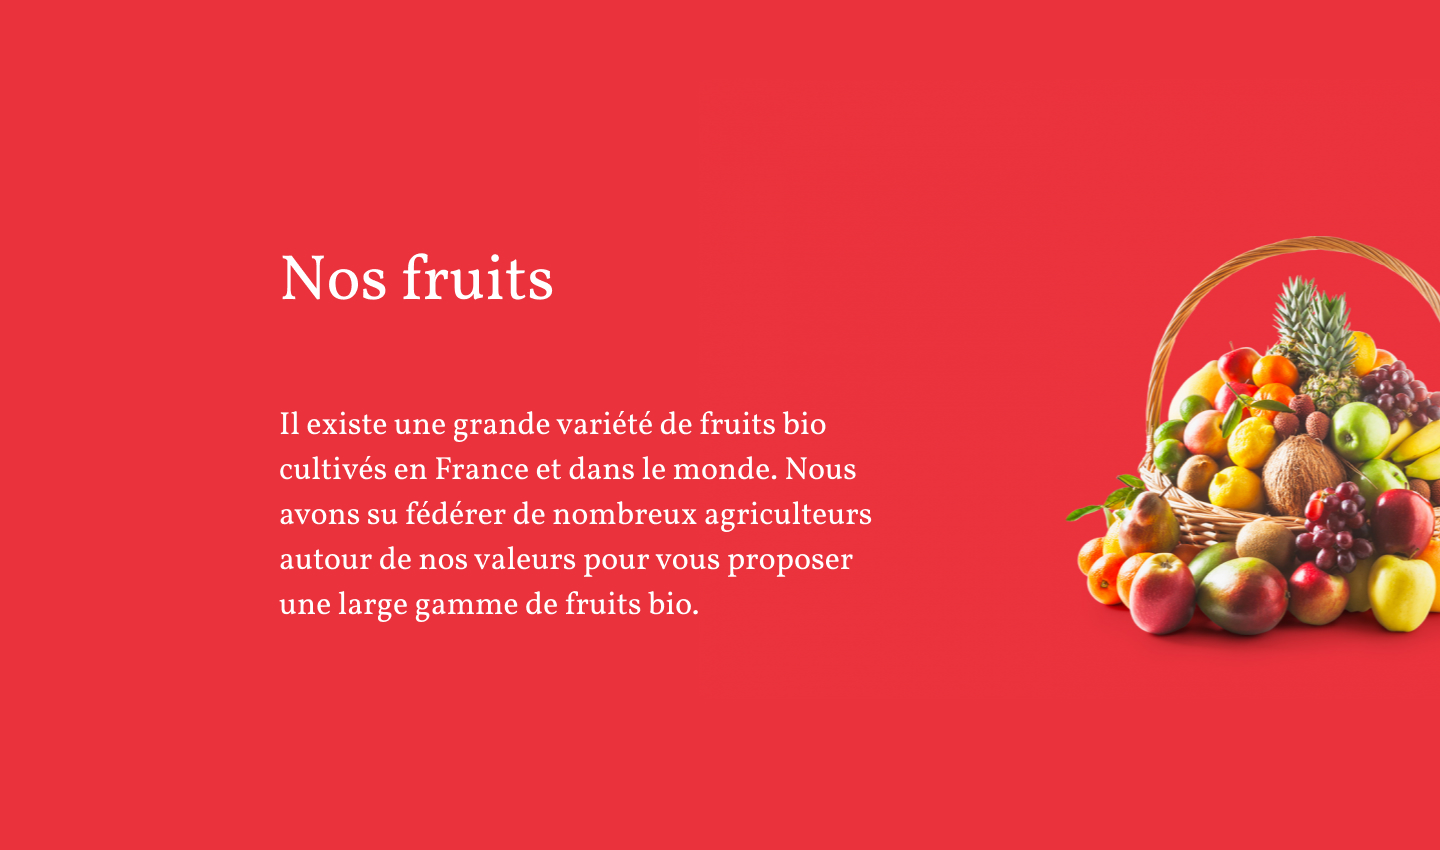 Nos fruits
Il existe une grande variété de fruits bio
cultivés en France et dans le monde. Nous
avons su fédérer de nombreux agriculteurs
autour de nos valeurs pour vous proposer
une large gamme de fruits bio.